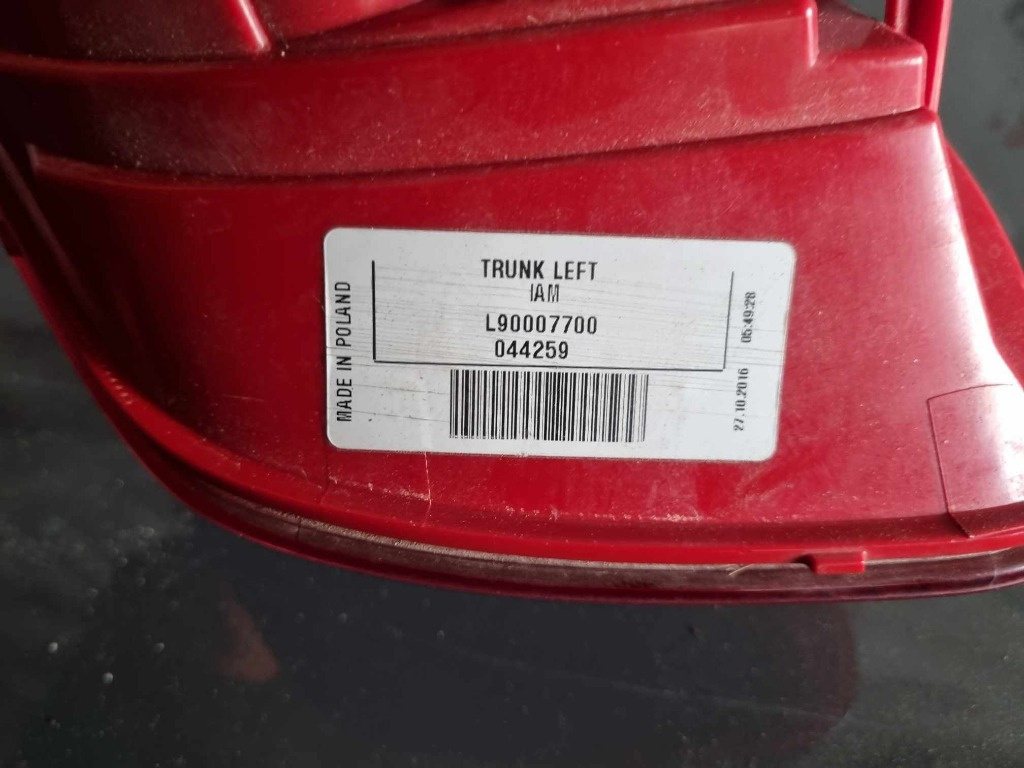 TRUNK LEFT
IAM
L90007700
044259
MADE IN POLAND
27.10.2016 05:49:28